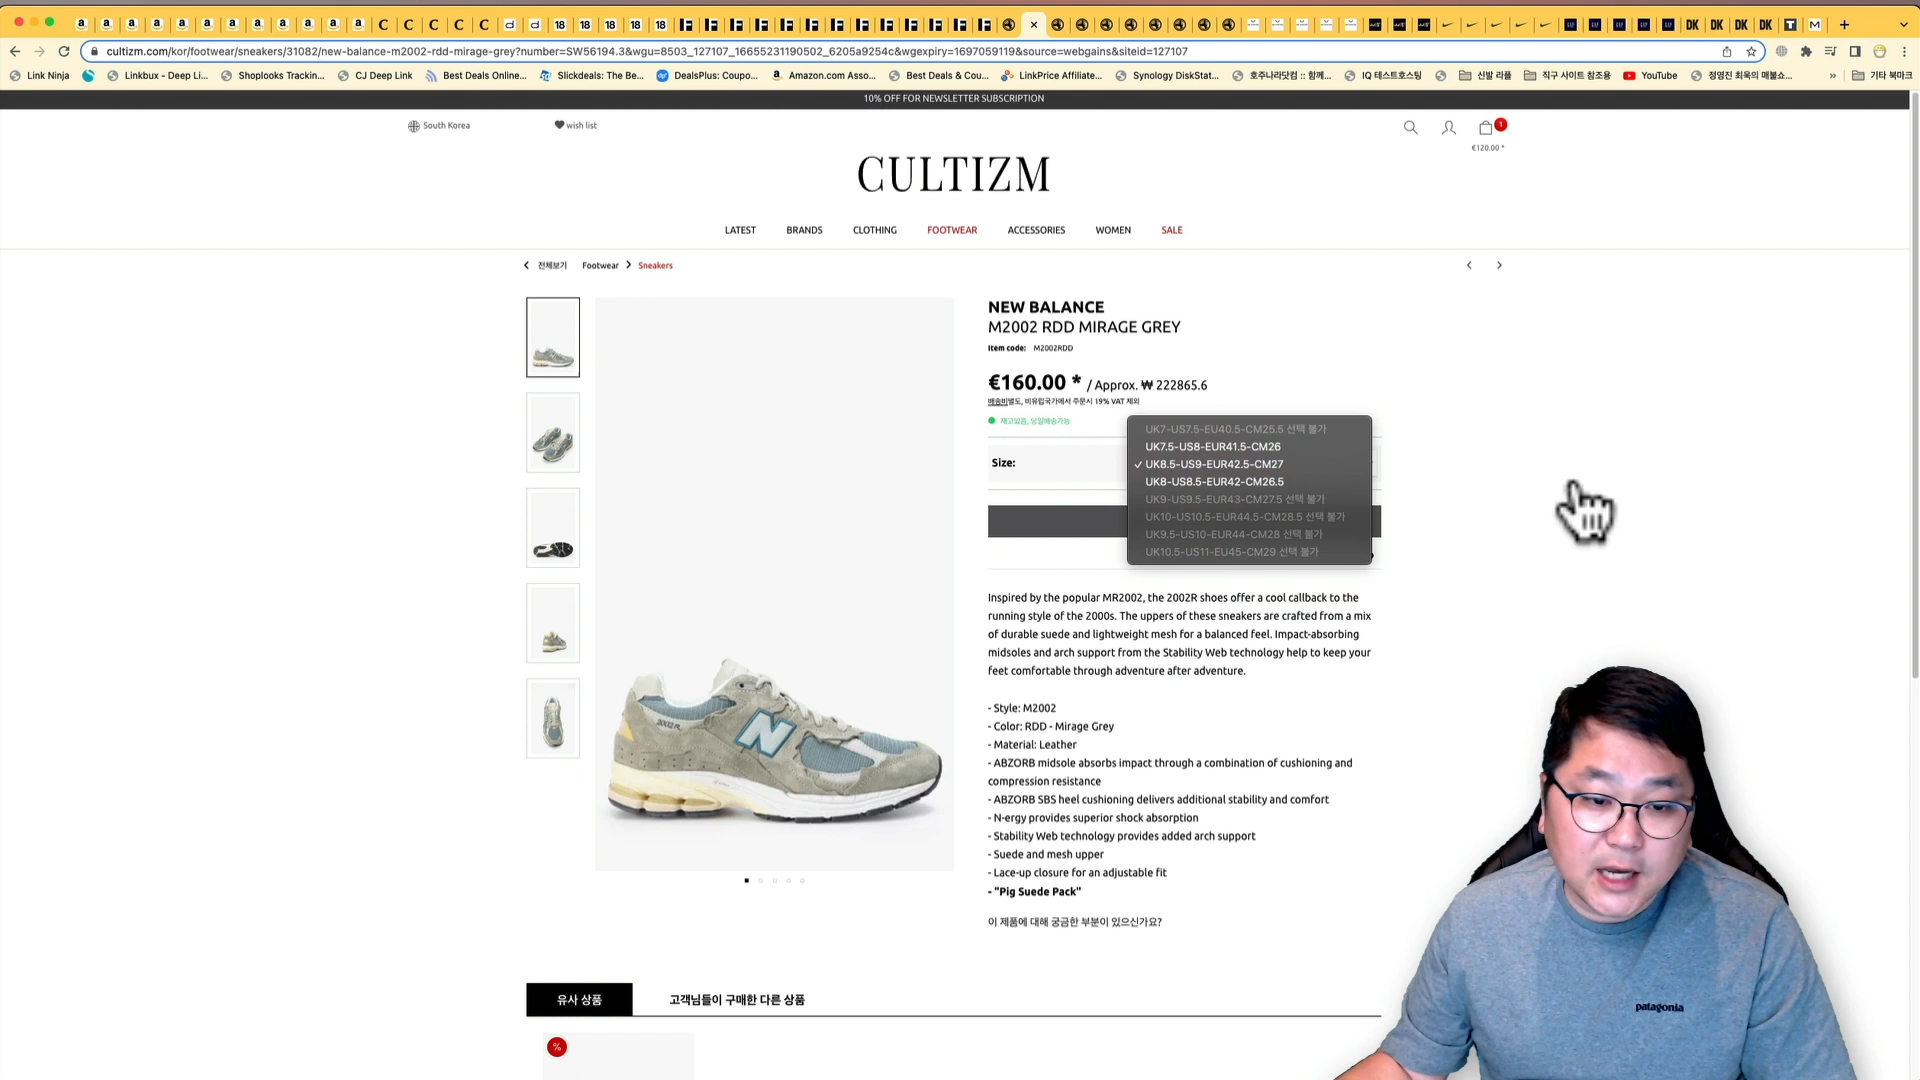 cultizm.com/kor/footwear/sneakers/31082/new-balance-m2002-rdd-mirage-grey?number=SW56194.3&wgu=8503_127107_16655231190502_6205a9254c&wgexpiry=1697059119&source=webgains&siteid=127107
Link Ninja
Linkbux - Deep Li...
Shoplooks Trackin...
CJ Deep Link
Best Deals Online...
Slickdeals: The Be...
DealsPlus: Coupo...
Amazon.com Asso...
Best Deals & Cou...
LinkPrice Affiliate...
Synology DiskStat...
호주나라닷컴 :: 함께...
IQ 테스트호스팅
신발 라플
직구 사이트 참조용
YouTube
정영진 최욱의 매불쇼...
»
기타 북마크
10% OFF FOR NEWSLETTER SUBSCRIPTION
South Korea
wish list
1
€120.00 *
CULTIZM
LATEST BRANDS CLOTHING FOOTWEAR ACCESSORIES WOMEN SALE
전체보기 Footwear Sneakers
NEW BALANCE
M2002 RDD MIRAGE GREY
Item code: M2002RDD
€160.00 * / Approx. ₩ 222865.6
배송비별도, 비유럽국가에서 주문시 19% VAT 제외
재고있음, 당일배송가능
Size:
UK7-US7.5-EU40.5-CM25.5 선택 불가
UK7.5-US8-EUR41.5-CM26
✓ UK8.5-US9-EUR42.5-CM27
UK8-US8.5-EUR42-CM26.5
UK9-US9.5-EUR43-CM27.5 선택 불가
UK10-US10.5-EUR44.5-CM28.5 선택 불가
UK9.5-US10-EUR44-CM28 선택 불가
UK10.5-US11-EU45-CM29 선택 불가
Inspired by the popular MR2002, the 2002R shoes offer a cool callback to the
running style of the 2000s. The uppers of these sneakers are crafted from a mix
of durable suede and lightweight mesh for a balanced feel. Impact-absorbing
midsoles and arch support from the Stability Web technology help to keep your
feet comfortable through adventure after adventure.
- Style: M2002
- Color: RDD - Mirage Grey
- Material: Leather
- ABZORB midsole absorbs impact through a combination of cushioning and
compression resistance
- ABZORB SBS heel cushioning delivers additional stability and comfort
- N-ergy provides superior shock absorption
- Stability Web technology provides added arch support
- Suede and mesh upper
- Lace-up closure for an adjustable fit
- "Pig Suede Pack"
이 제품에 대해 궁금한 부분이 있으신가요?
유사 상품
고객님들이 구매한 다른 상품
%
N
patagonia